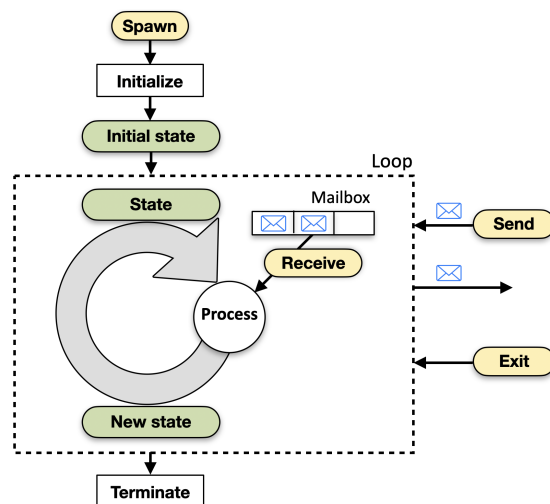 Spawn
Initialize
Initial state
Loop
State
Mailbox
Send
Receive
Process
Exit
New state
Terminate